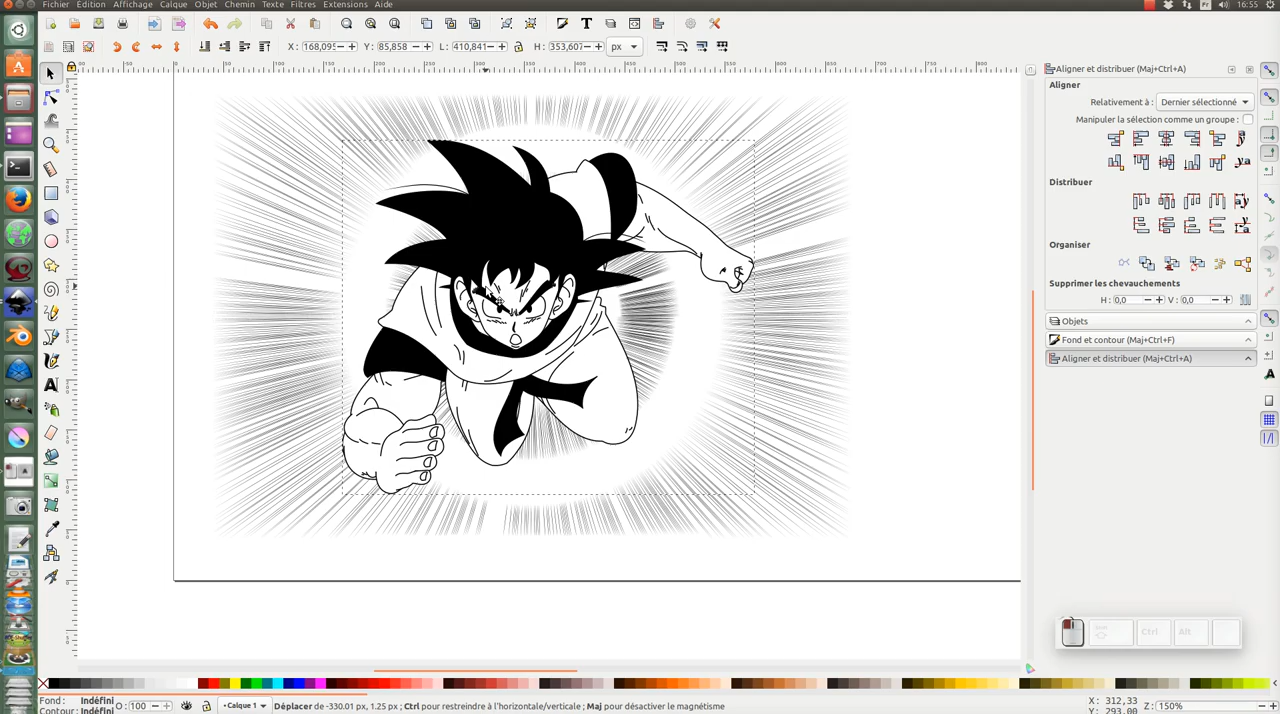 Fichier Édition Affichage Calque Objet Chemin Texte Filtres Extensions Aide
Fr 16:55
X: 168,095 Y: 85,858 L: 410,841 H: 353,607 px
Aligner et distribuer (Maj+Ctrl+A)
Aligner
Relativement à : Dernier sélectionné
Manipular la sélection comme un groupe :
Distribuer
Organiser
Supprimer les chevauchements
H: 0,0 V: 0,0
Objets
Fond et contour (Maj+Ctrl+F)
Aligner et distribuer (Maj+Ctrl+A)
Ctrl Alt
Fond : Indéfini
Contour: Indéfini
O: 100
Calque 1
Déplacer de -330.01 px, 1.25 px ; Ctrl pour restreindre à l'horizontale/verticale ; Maj pour désactiver le magnétisme
X: 312,33
Y: 293,00
Z: 150%